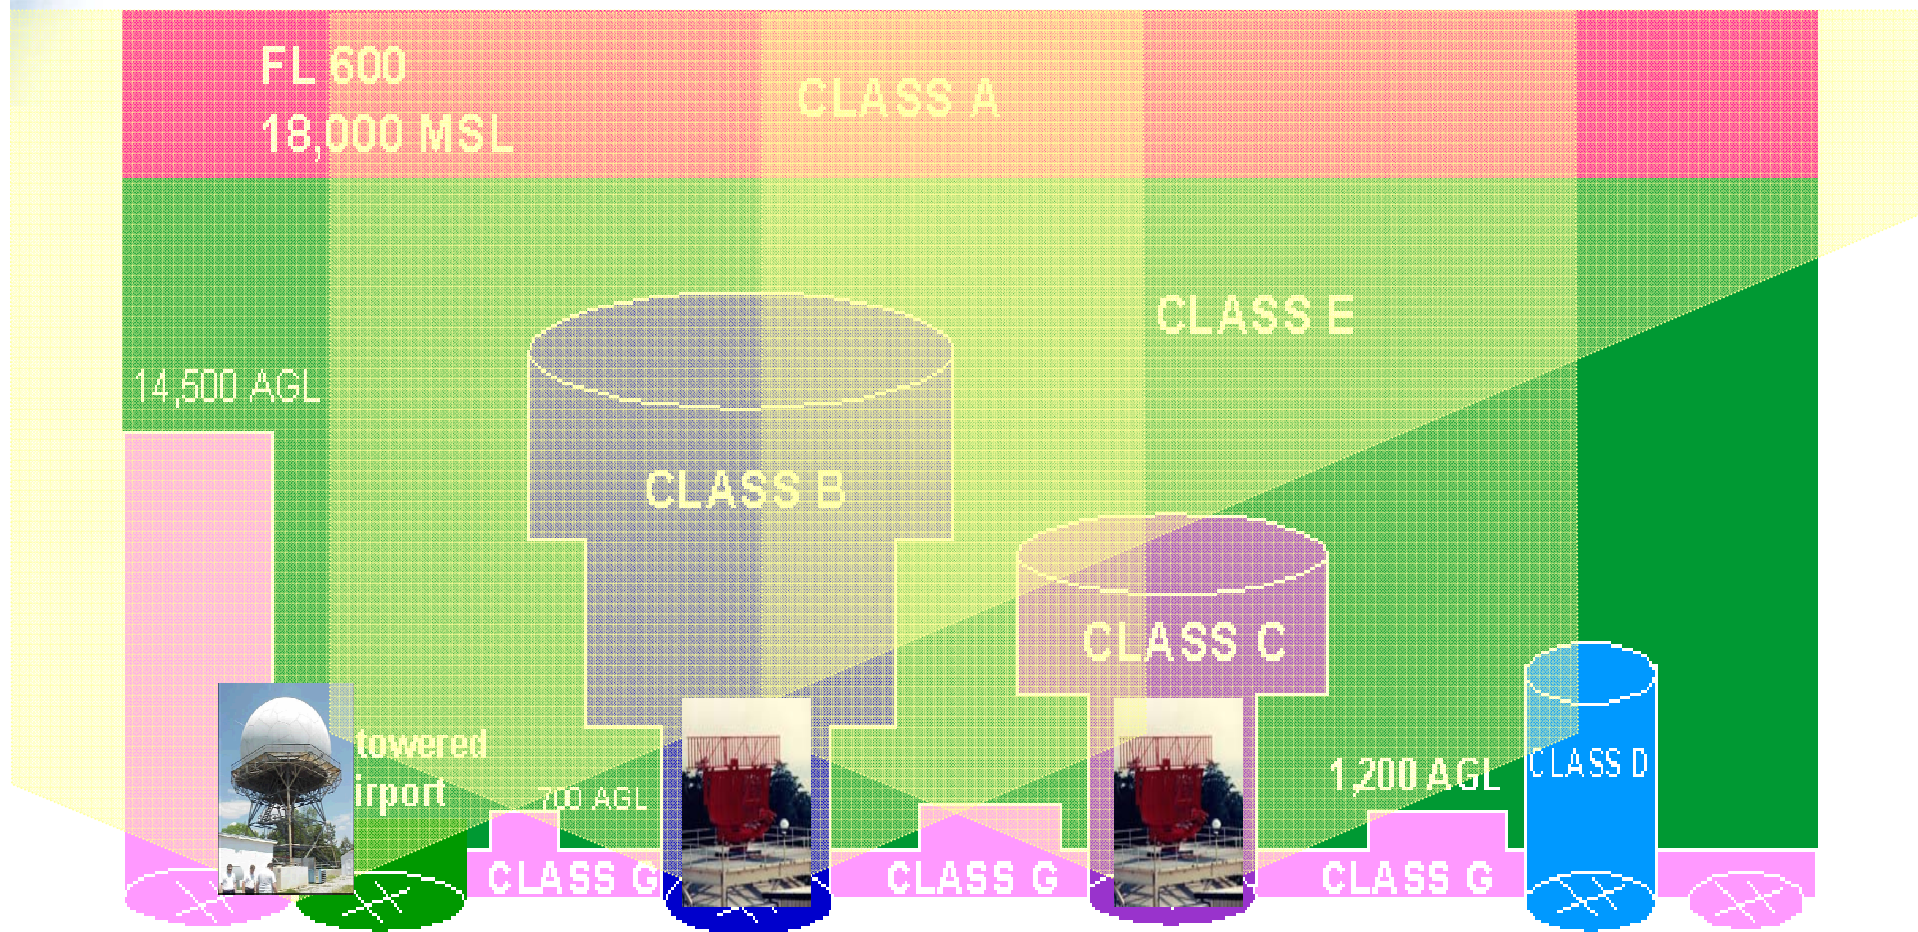 FL 600
18,000 MSL
CLASS A
CLASS E
14,500 AGL
CLASS B
CLASS C
towered
irport
700 AGL
1,200 AGL
CLASS D
CLASS G
CLASS G
CLASS G